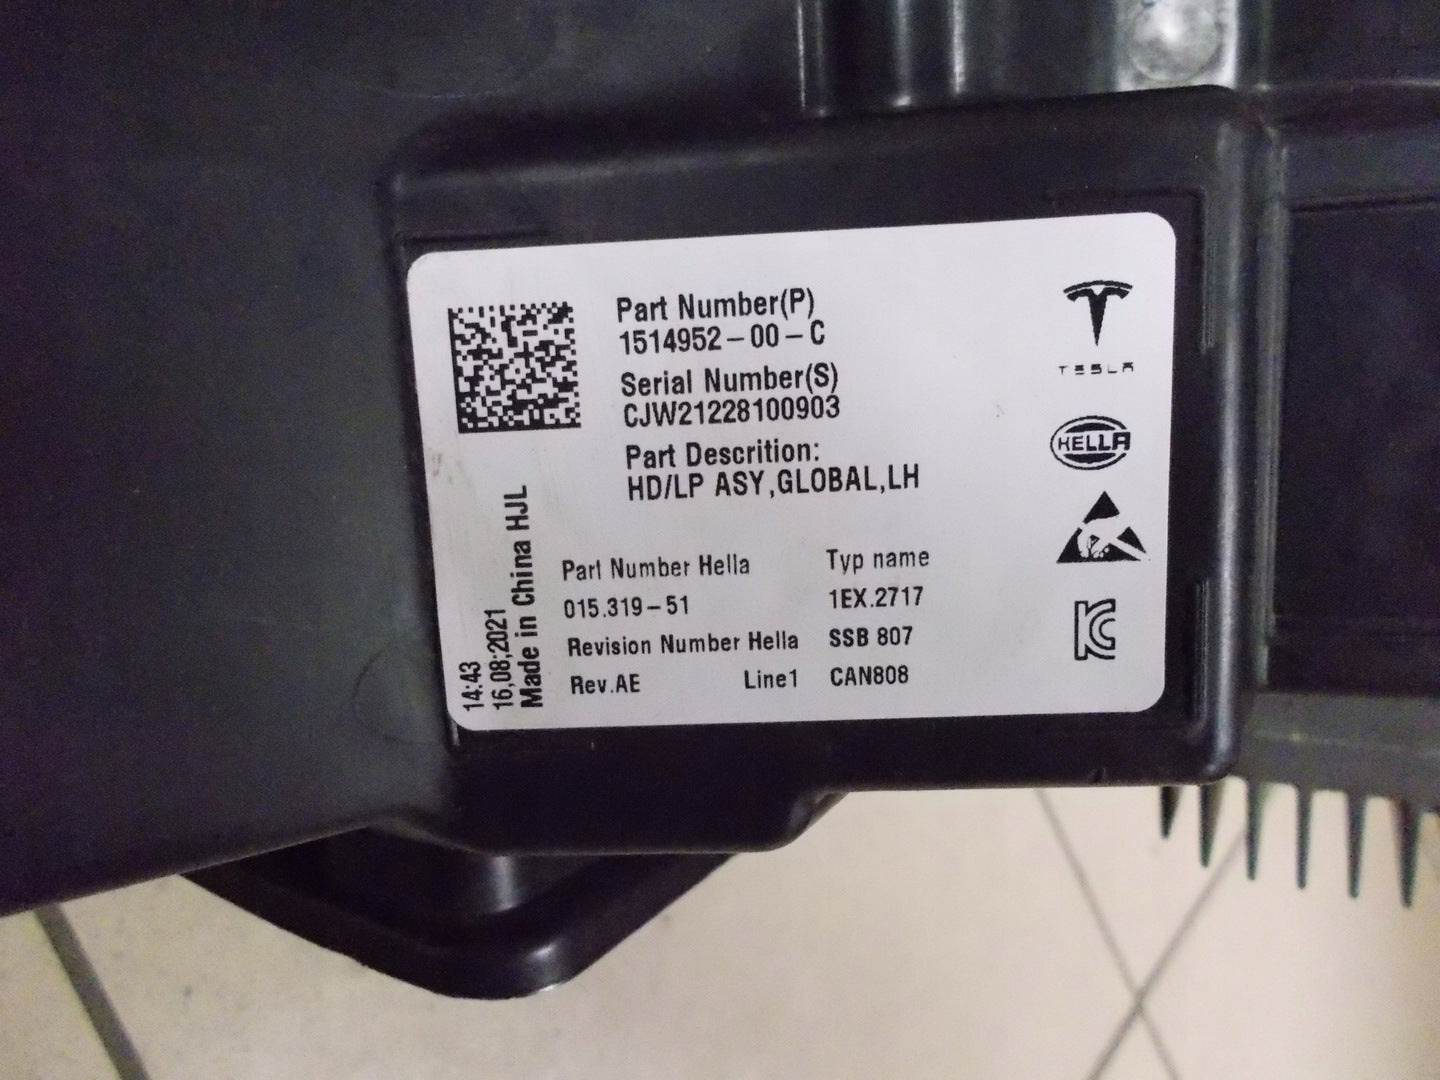 Part Number(P)
1514952-00-C
Serial Number(S)
CJW21228100903
Part Descrition:
HD/LP ASY,GLOBAL,LH
TESLA
HELLA
14:43
16,08;2021
Made in China HJL
Part Number Hella Typ name
015.319-51 1EX.2717
Revision Number Hella SSB 807
Rev.AE Line1 CAN808